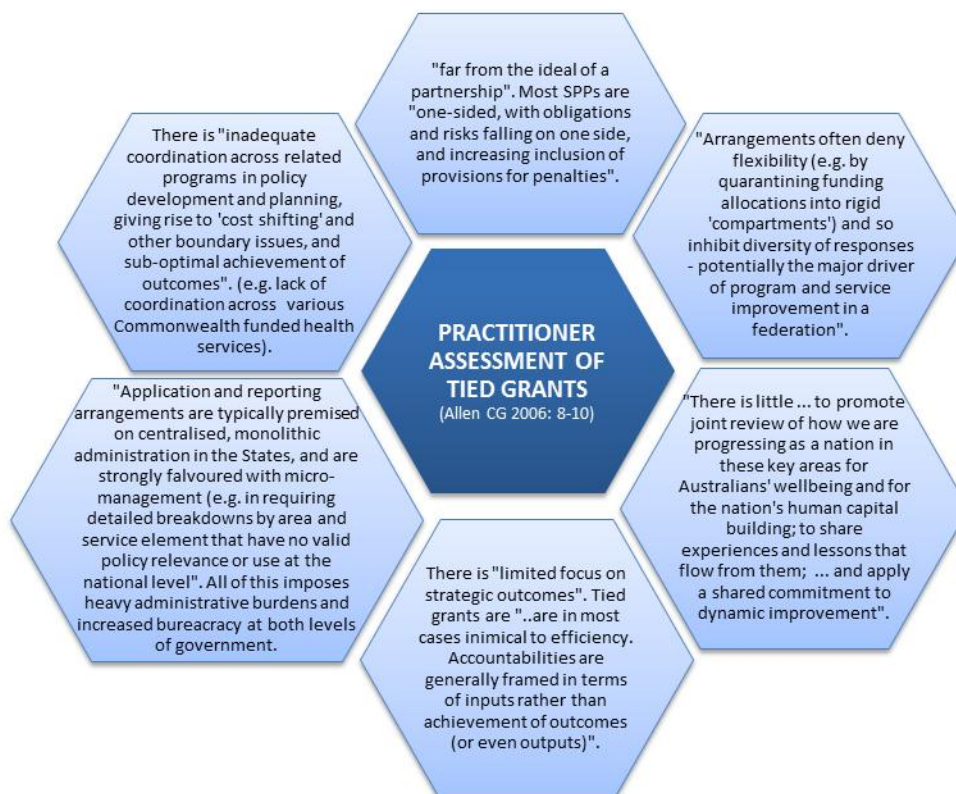 "far from the ideal of a
partnership". Most SPPs are
"one-sided, with obligations
and risks falling on one side,
and increasing inclusion of
provisions for penalties".
"Arrangements often deny
flexibility (e.g. by
quarantining funding
allocations into rigid
'compartments') and so
inhibit diversity of responses
- potentially the major driver
of program and service
improvement in a
federation".
"There is little ... to promote
joint review of how we are
progressing as a nation in
these key areas for
Australians' wellbeing and for
the nation's human capital
building; to share
experiences and lessons that
flow from them; ... and apply
a shared commitment to
dynamic improvement".
There is "limited focus on
strategic outcomes". Tied
grants are "..are in most
cases inimical to efficiency.
Accountabilities are
generally framed in terms
of inputs rather than
achievement of outcomes
(or even outputs)".
"Application and reporting
arrangements are typically premised
on centralised, monolithic
administration in the States, and are
strongly falvoured with micro-
management (e.g. in requiring
detailed breakdowns by area and
service element that have no valid
policy relevance or use at the
national level". All of this imposes
heavy administrative burdens and
increased bureacracy at both levels
of government.
There is "inadequate
coordination across related
programs in policy
development and planning,
giving rise to 'cost shifting' and
other boundary issues, and
sub-optimal achievement of
outcomes". (e.g. lack of
coordination across various
Commonwealth funded health
services).
PRACTITIONER
ASSESSMENT OF
TIED GRANTS
(Allen CG 2006: 8-10)